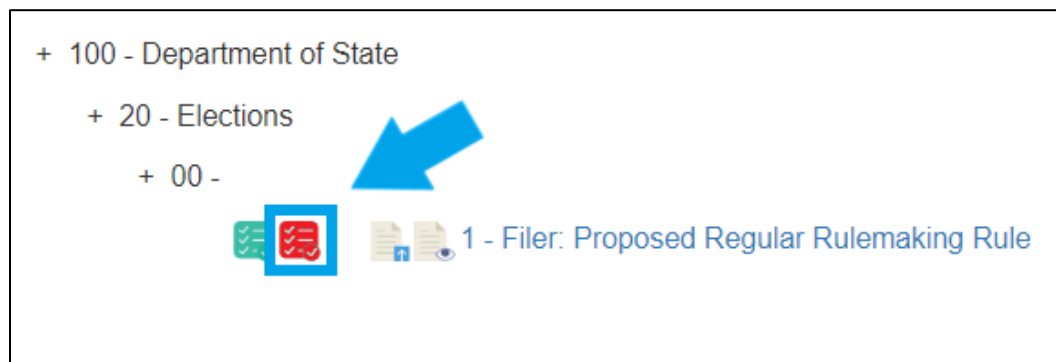 + 100 - Department of State
+ 20 - Elections
+ 00 -
1 - Filer: Proposed Regular Rulemaking Rule